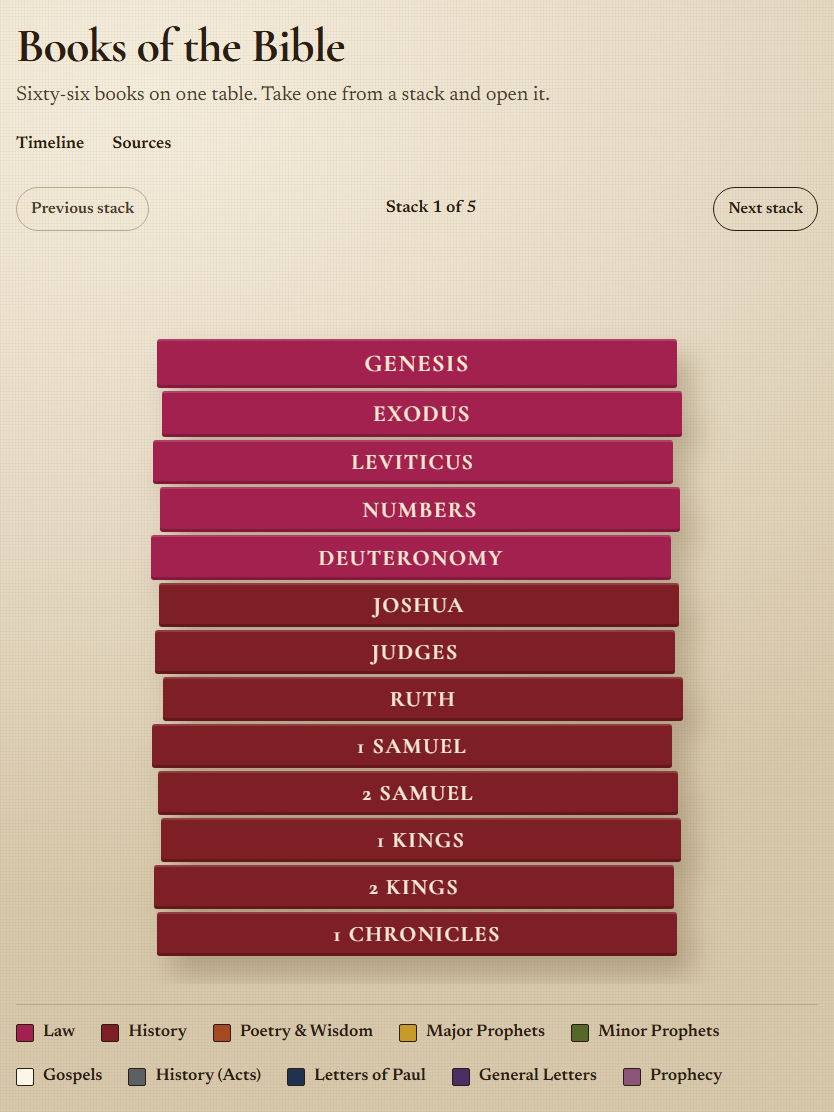 Books of the Bible
Sixty-six books on one table. Take one from a stack and open it.
Timeline Sources
Previous stack Stack 1 of 5 Next stack
GENESIS
EXODUS
LEVITICUS
NUMBERS
DEUTERONOMY
JOSHUA
JUDGES
RUTH
1 SAMUEL
2 SAMUEL
1 KINGS
2 KINGS
1 CHRONICLES
Law History Poetry & Wisdom Major Prophets Minor Prophets
Gospels History (Acts) Letters of Paul General Letters Prophecy